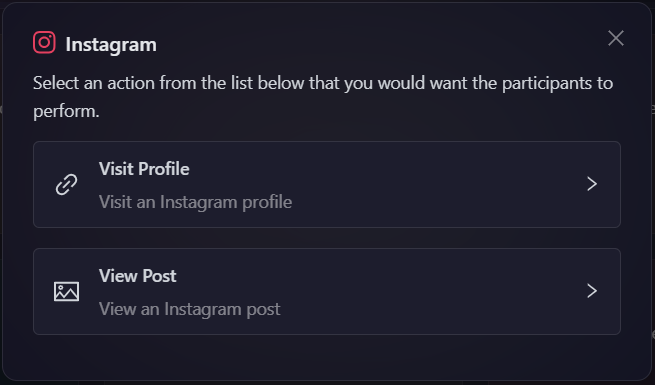 Instagram
Select an action from the list below that you would want the participants to
perform.
Visit Profile
Visit an Instagram profile
View Post
View an Instagram post